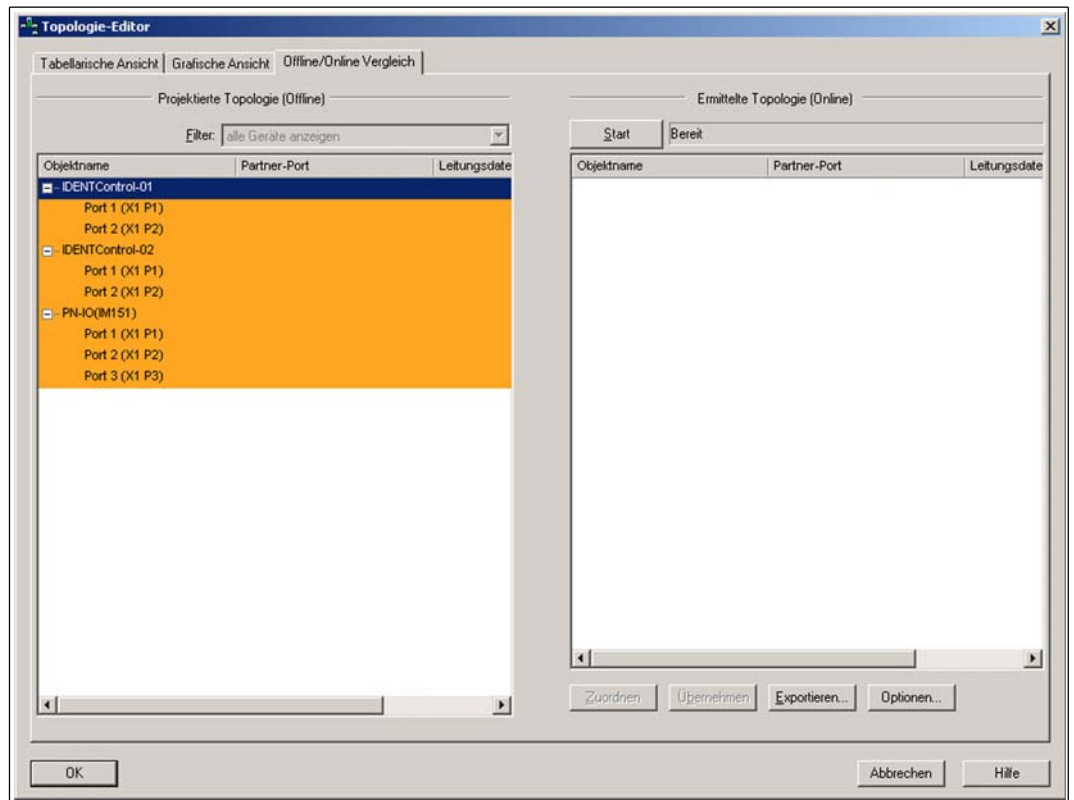 Topologie-Editor
Tabellarische Ansicht Grafische Ansicht Offline/Online Vergleich
Projektierte Topologie (Offline)
Filter: alle Geräte anzeigen
Objektname Partner-Port Leitungsdate
IDENTControl-01
Port 1 (X1 P1)
Port 2 (X1 P2)
IDENTControl-02
Port 1 (X1 P1)
Port 2 (X1 P2)
PN-IO(IM151)
Port 1 (X1 P1)
Port 2 (X1 P2)
Port 3 (X1 P3)
Ermittelte Topologie (Online)
Start Bereit
Objektname Partner-Port Leitungsdate
Zuordnen Übernehmen Exportieren... Optionen...
OK Abbrechen Hilfe